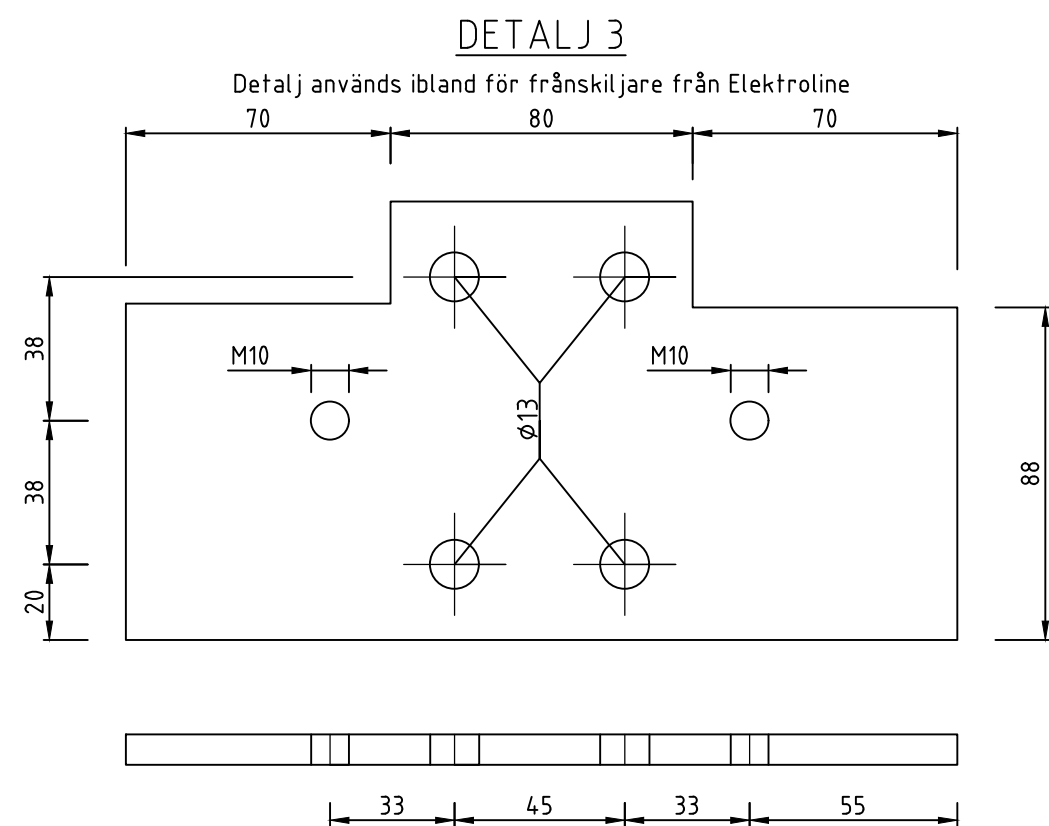 DETALJ 3
Detalj används ibland för frånskiljare från Elektroline
70
80
70
38
M10
M10
Ø13
38
88
20
33
45
33
55